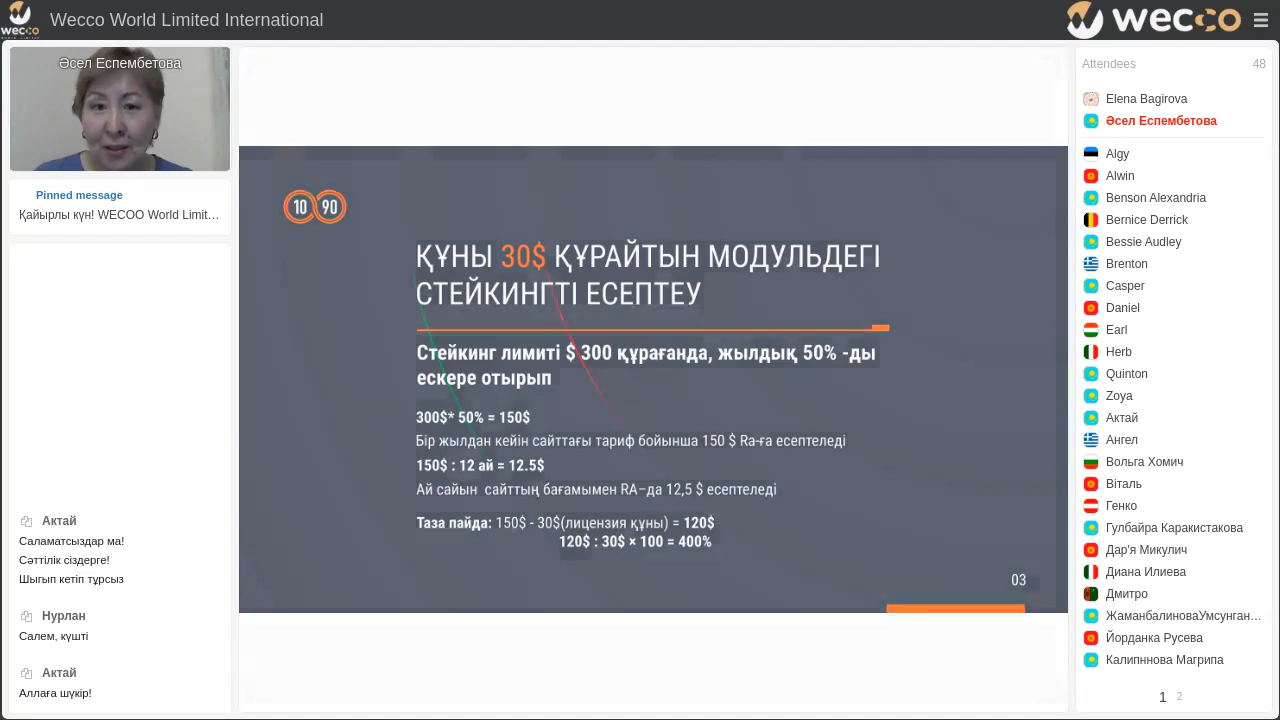 wecco
Wecco World Limited International
wecco
Әсел Еспембетова
Pinned message
Қайырлы күн! WECOO World Limit…
Актай
Саламатсыздар ма!
Сәттілік сіздерге!
Шығып кетіп тұрсыз
Нурлан
Салем, күшті
Актай
Аллаға шүкір!
10 90
ҚҰНЫ 30$ ҚҰРАЙТЫН МОДУЛЬДЕГІ
СТЕЙКИНГТІ ЕСЕПТЕУ
Стейкинг лимиті $ 300 құрағанда, жылдық 50% -ды
ескере отырып
300$* 50% = 150$
Бір жылдан кейін сайттағы тариф бойынша 150 $ Ra-ға есептеледі
150$ : 12 ай = 12.5$
Ай сайын сайттың бағамымен RA–да 12,5 $ есептеледі
Таза пайда: 150$ - 30$(лицензия құны) = 120$
120$ : 30$ × 100 = 400%
03
Attendees 48
Elena Bagirova
Әсел Еспембетова
Algy
Alwin
Benson Alexandria
Bernice Derrick
Bessie Audley
Brenton
Casper
Daniel
Earl
Herb
Quinton
Zoya
Актай
Ангел
Вольга Хомич
Віталь
Генко
Гулбайра Каракистакова
Дар'я Микулич
Диана Илиева
Дмитро
ЖаманбалиноваУмсунган…
Йорданка Русева
Калипннова Магрипа
1 2